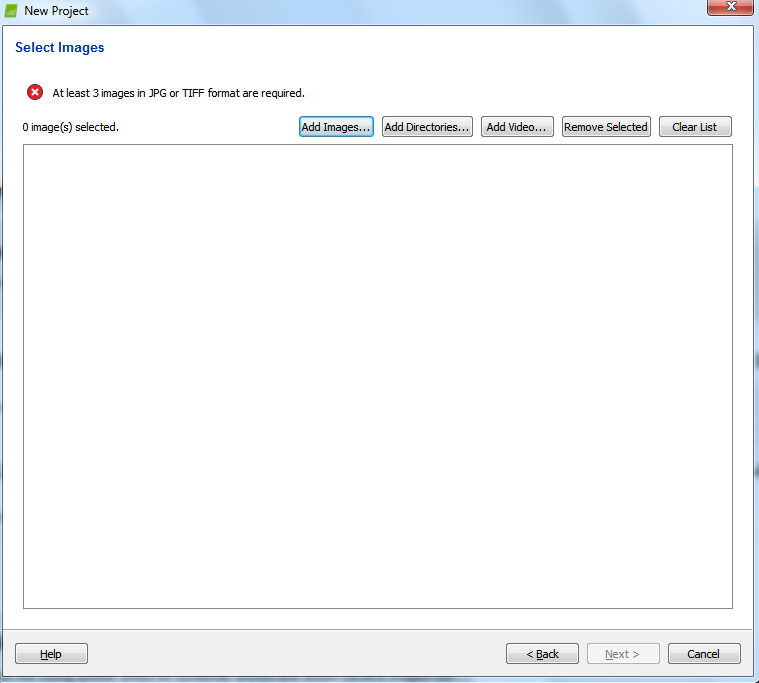 New Project
Select Images
At least 3 images in JPG or TIFF format are required.
0 image(s) selected.
Add Images...
Add Directories...
Add Video...
Remove Selected
Clear List
Help
< Back
Next >
Cancel